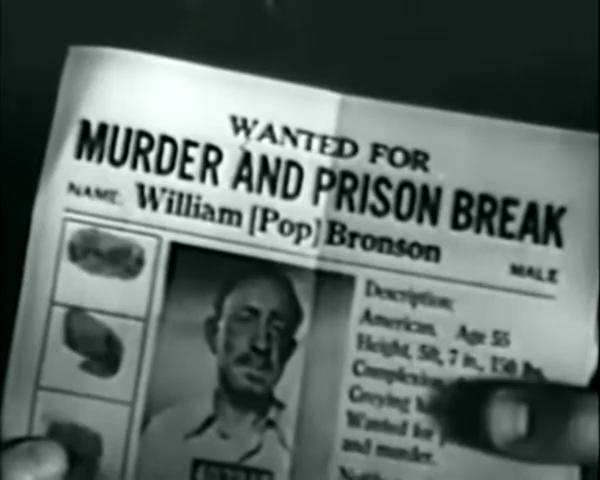 WANTED FOR
MURDER AND PRISON BREAK
NAME: William [Pop] Bronson
MALE
Description:
American. Age 55
Height, 5ft, 7 in., 150 lbs.
Complexion
Greying
Wanted for
and murder.